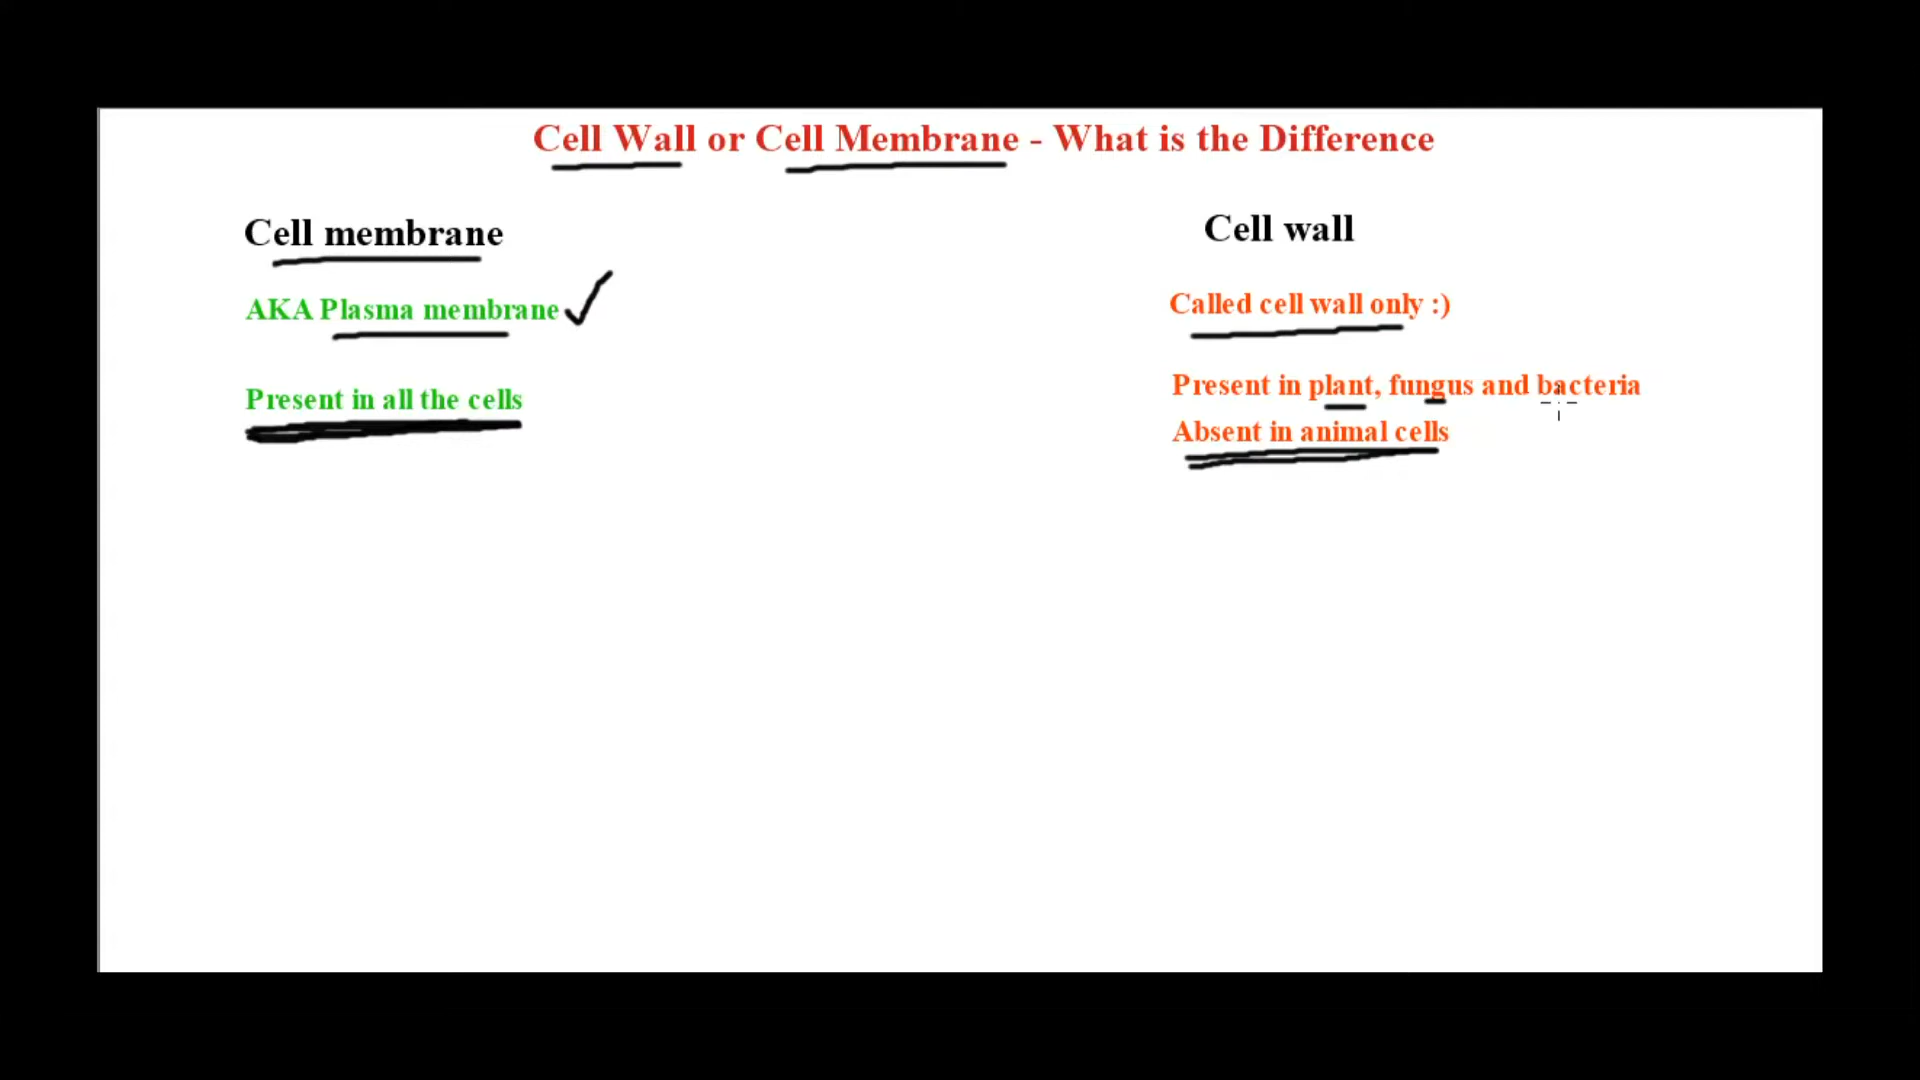 Cell Wall or Cell Membrane - What is the Difference
Cell membrane
AKA Plasma membrane
Present in all the cells
Cell wall
Called cell wall only :)
Present in plant, fungus and bacteria
Absent in animal cells